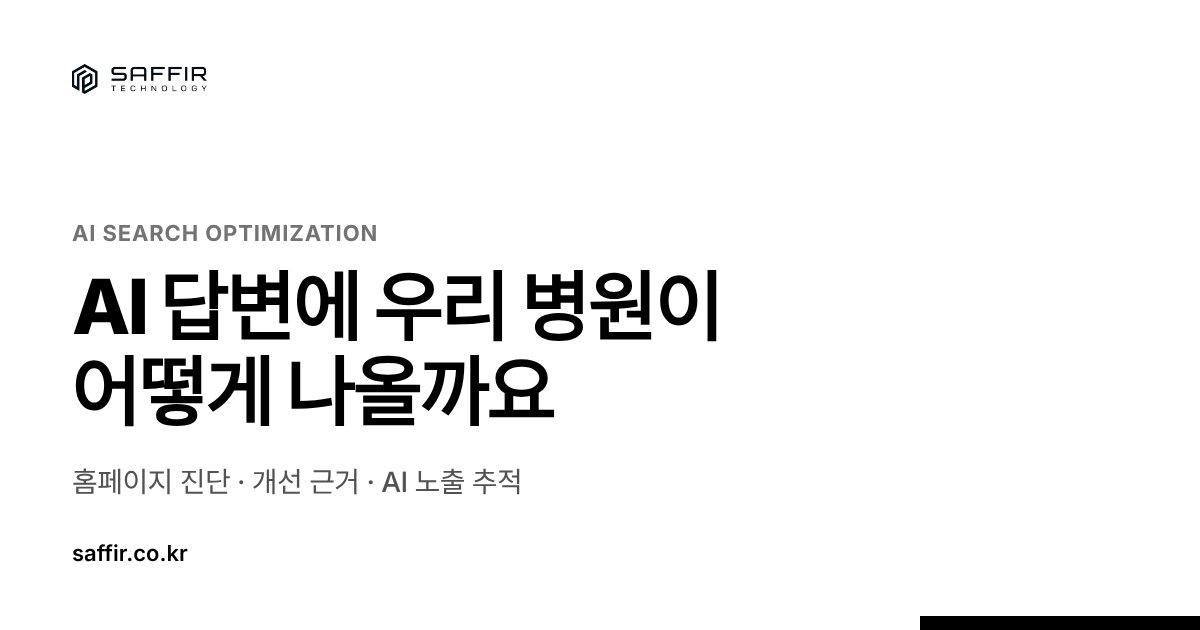 SAFFIR
TECHNOLOGY
AI SEARCH OPTIMIZATION
AI 답변에 우리 병원이
어떻게 나올까요
홈페이지 진단 · 개선 근거 · AI 노출 추적
saffir.co.kr